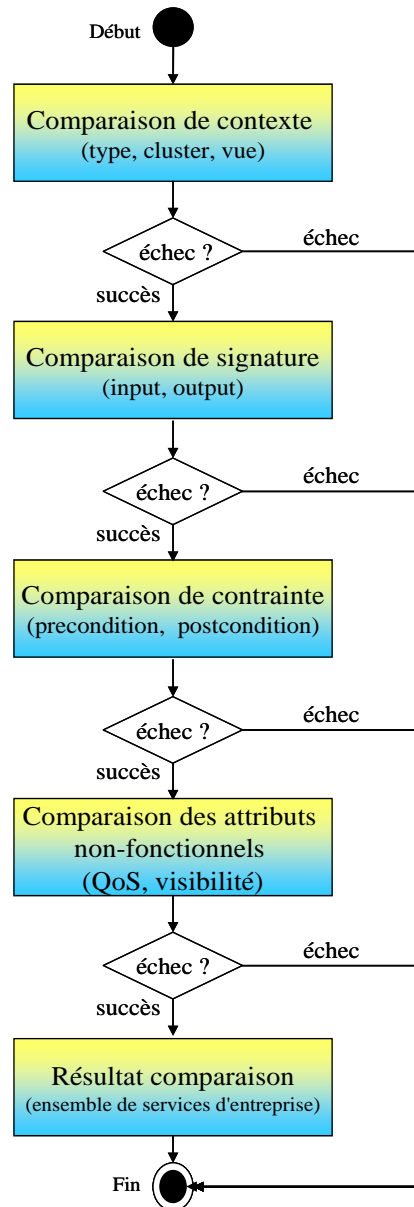 Début
Comparaison de contexte
(type, cluster, vue)
échec ?
échec
succès
Comparaison de signature
(input, output)
échec ?
échec
succès
Comparaison de contrainte
(precondition, postcondition)
échec ?
échec
succès
Comparaison des attributs
non-fonctionnels
(QoS, visibilité)
échec ?
échec
succès
Résultat comparaison
(ensemble de services d'entreprise)
Fin